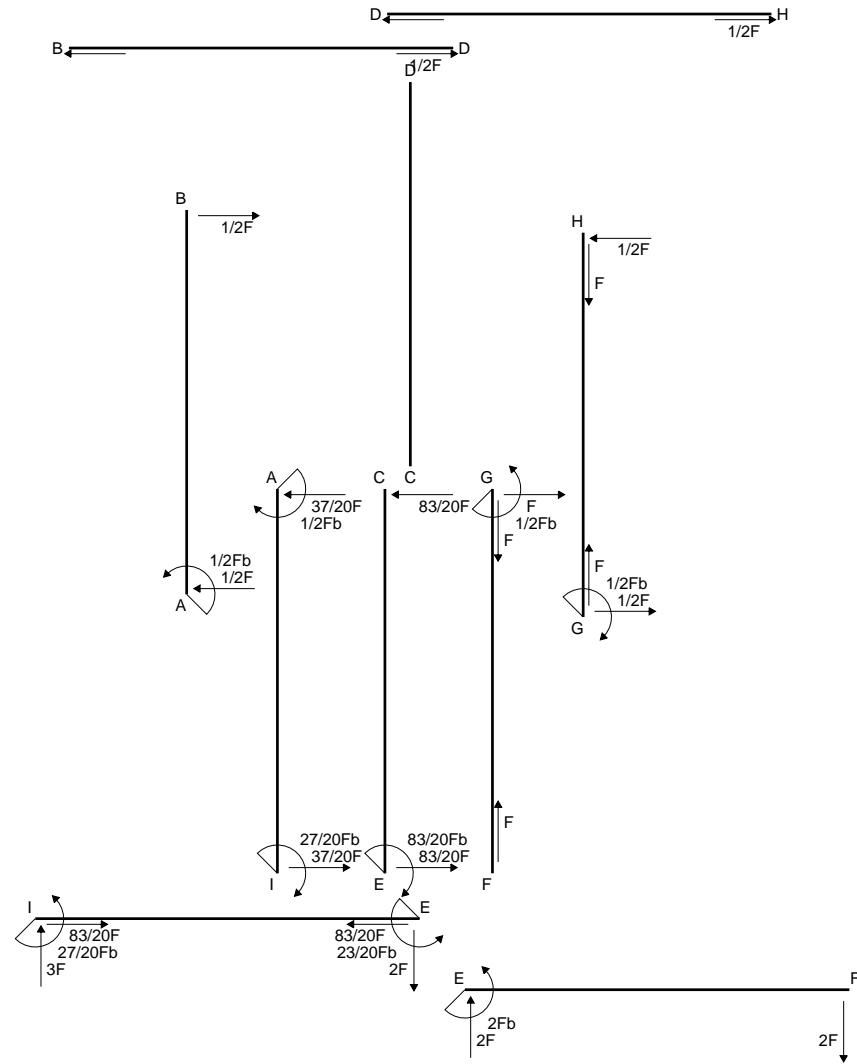 D H
1/2F
B D
1/2F
D
B
1/2F
H
1/2F
F
A C C G
37/20F 83/20F F
1/2Fb 1/2Fb
F
F
1/2Fb 1/2Fb
1/2F 1/2F
A G
F
27/20Fb 83/20Fb
37/20F 83/20F
I E F
I E
83/20F 83/20F
27/20Fb 23/20Fb
3F 2F
E F
2Fb
2F 2F